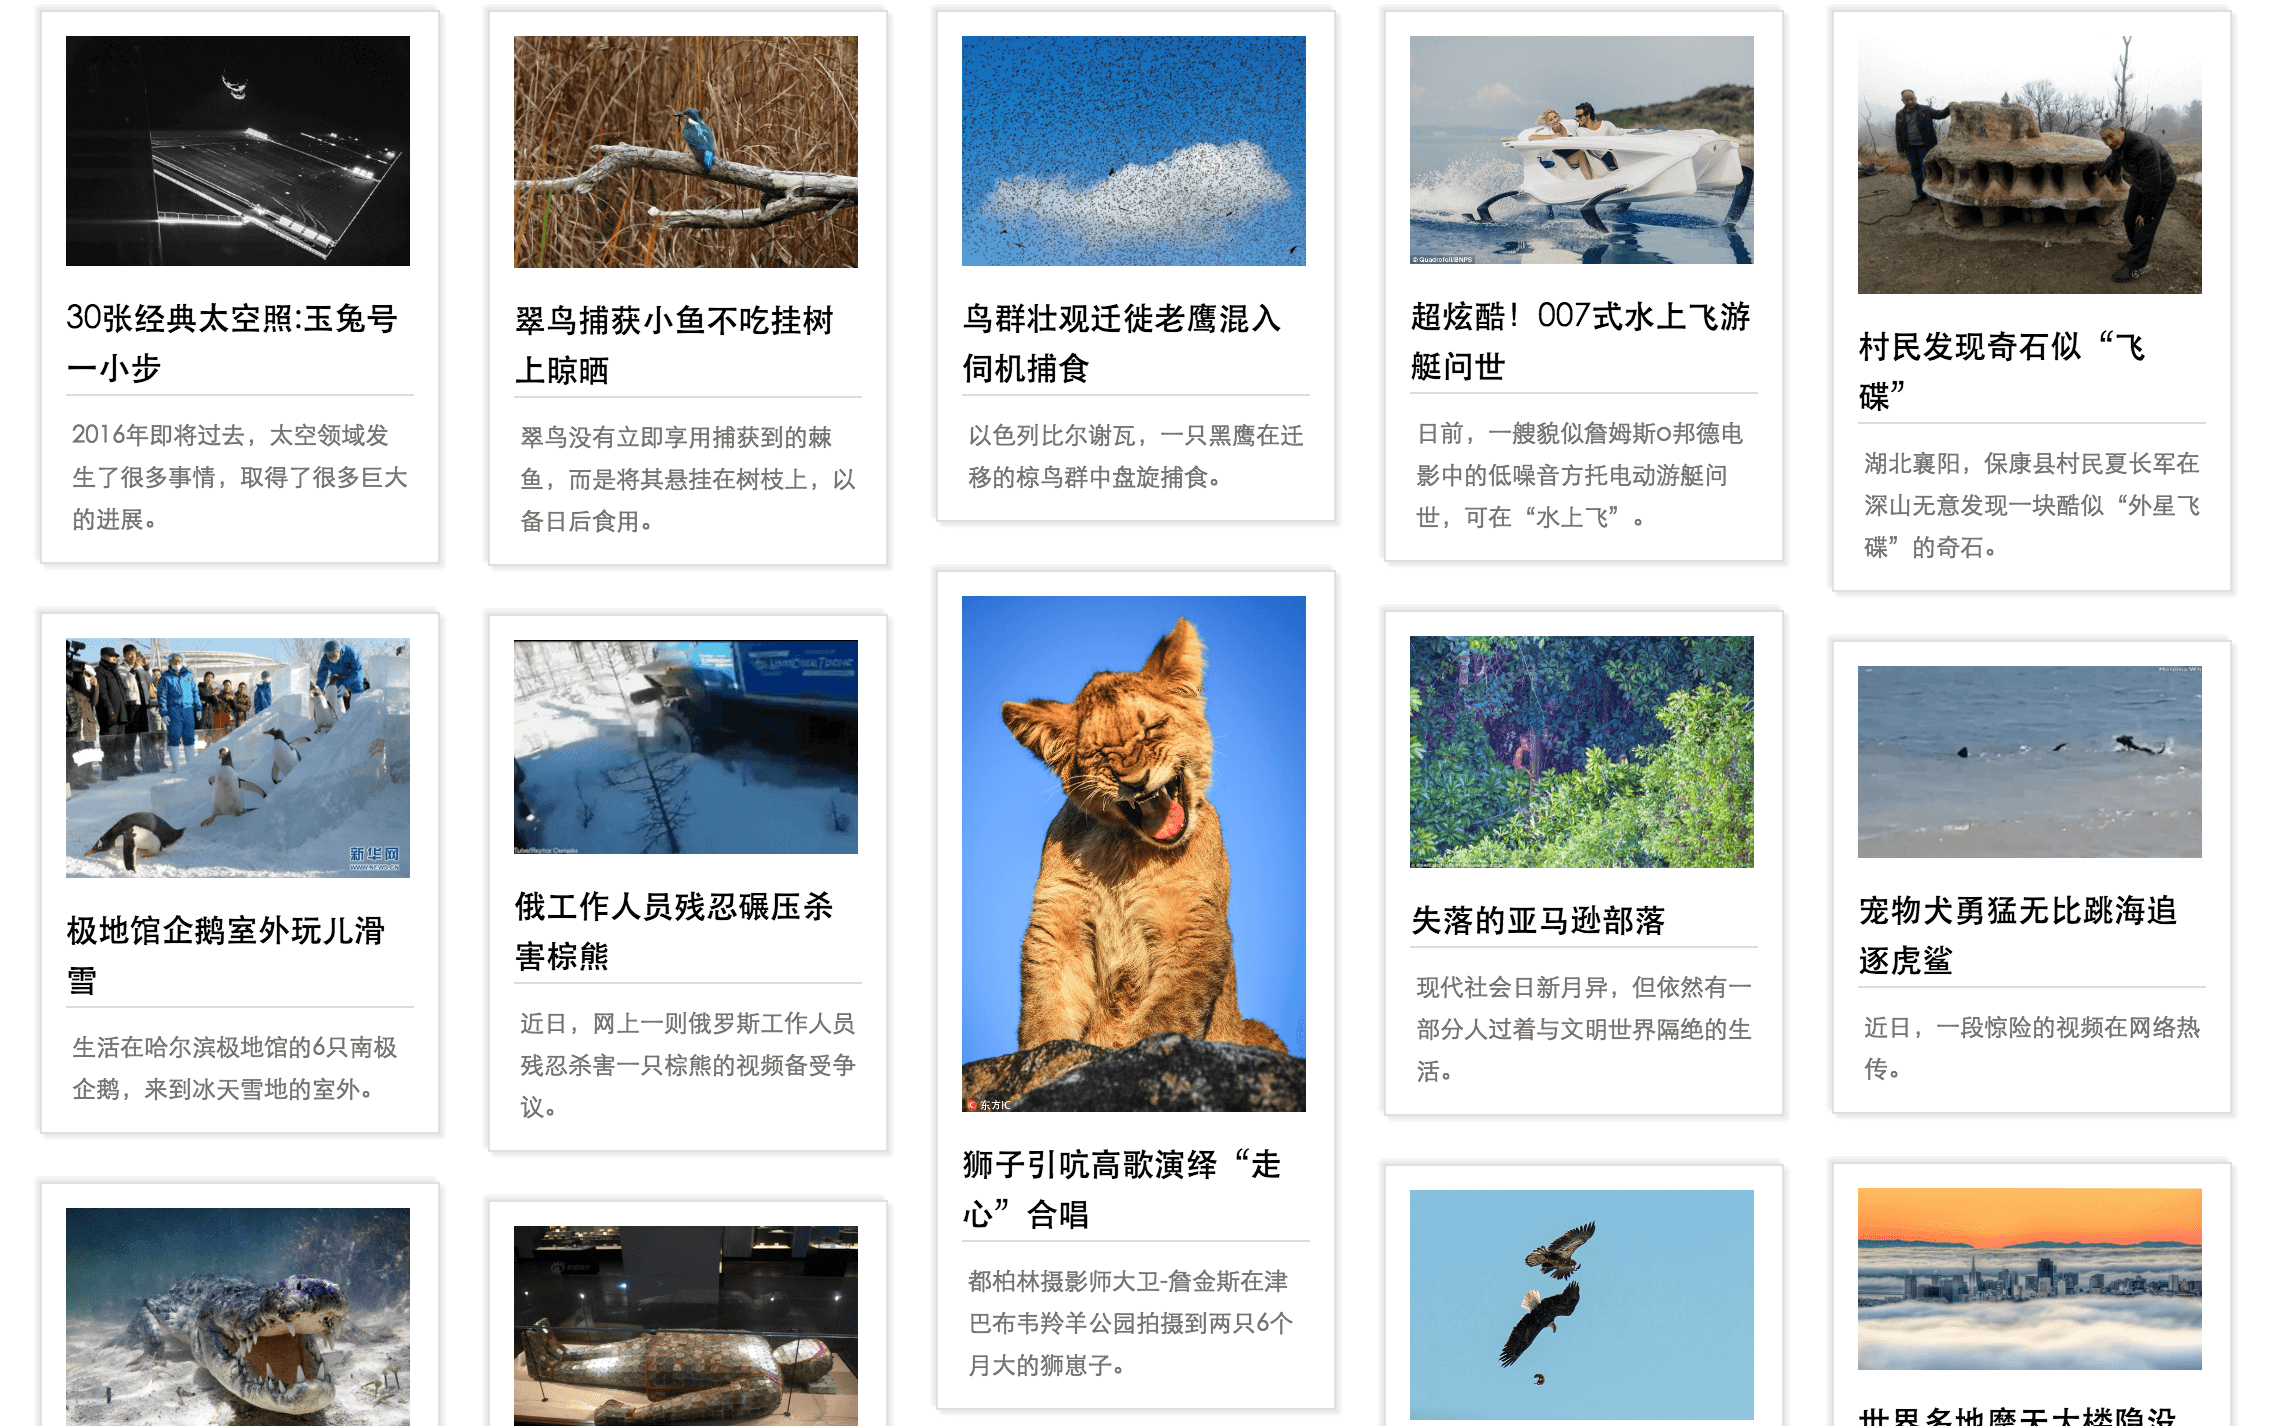 30张经典太空照:玉兔号
一小步
2016年即将过去，太空领域发
生了很多事情，取得了很多巨大
的进展。
翠鸟捕获小鱼不吃挂树
上晾晒
翠鸟没有立即享用捕获到的棘
鱼，而是将其悬挂在树枝上，以
备日后食用。
鸟群壮观迁徙老鹰混入
伺机捕食
以色列比尔谢瓦，一只黑鹰在迁
移的椋鸟群中盘旋捕食。
© Quadrofoil/BNPS
超炫酷！007式水上飞游
艇问世
日前，一艘貌似詹姆斯o邦德电
影中的低噪音方托电动游艇问
世，可在“水上飞”。
村民发现奇石似“飞
碟”
湖北襄阳，保康县村民夏长军在
深山无意发现一块酷似“外星飞
碟”的奇石。
新华网
WWW.NEWS.CN
极地馆企鹅室外玩儿滑
雪
生活在哈尔滨极地馆的6只南极
企鹅，来到冰天雪地的室外。
俄工作人员残忍碾压杀
害棕熊
近日，网上一则俄罗斯工作人员
残忍杀害一只棕熊的视频备受争
议。
东方IC
狮子引吭高歌演绎“走
心”合唱
都柏林摄影师大卫-詹金斯在津
巴布韦羚羊公园拍摄到两只6个
月大的狮崽子。
失落的亚马逊部落
现代社会日新月异，但依然有一
部分人过着与文明世界隔绝的生
活。
宠物犬勇猛无比跳海追
逐虎鲨
近日，一段惊险的视频在网络热
传。
世界各地摩天大楼隐没